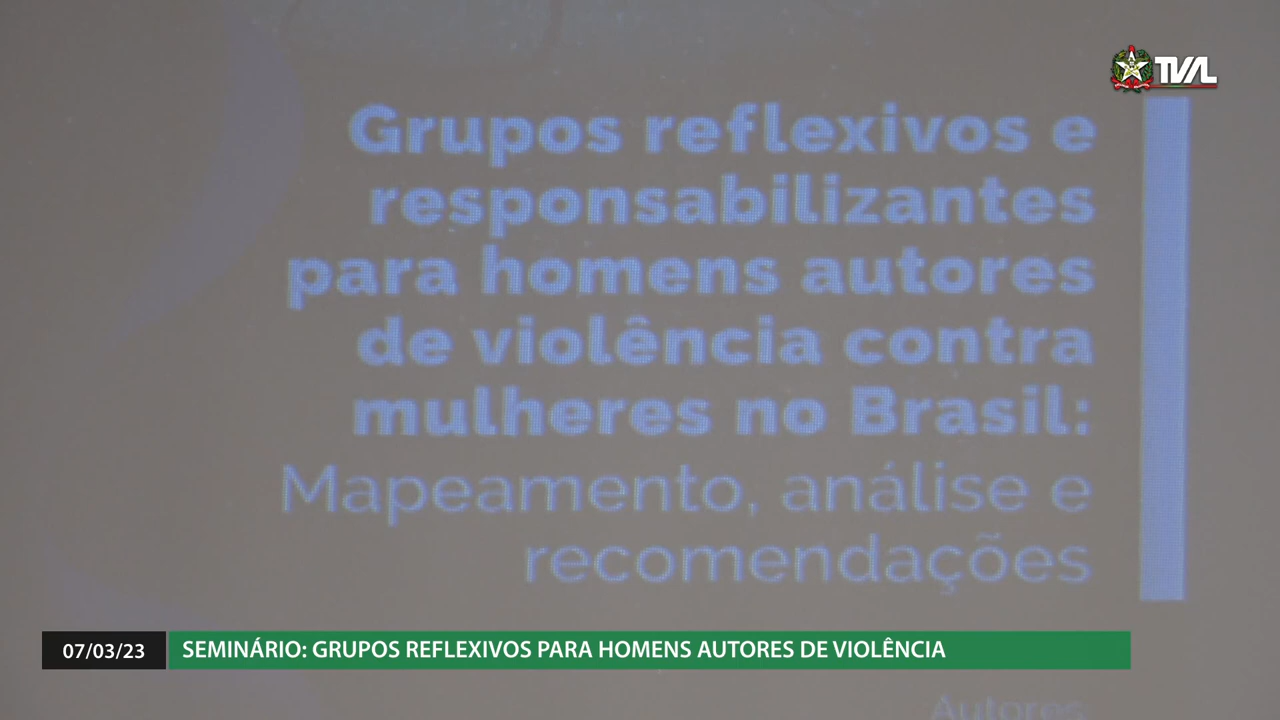 TVAL
Grupos reflexivos e
responsabilizantes
para homens autores
de violência contra
mulheres no Brasil:
Mapeamento, análise e
recomendações
07/03/23
SEMINÁRIO: GRUPOS REFLEXIVOS PARA HOMENS AUTORES DE VIOLÊNCIA
Autores